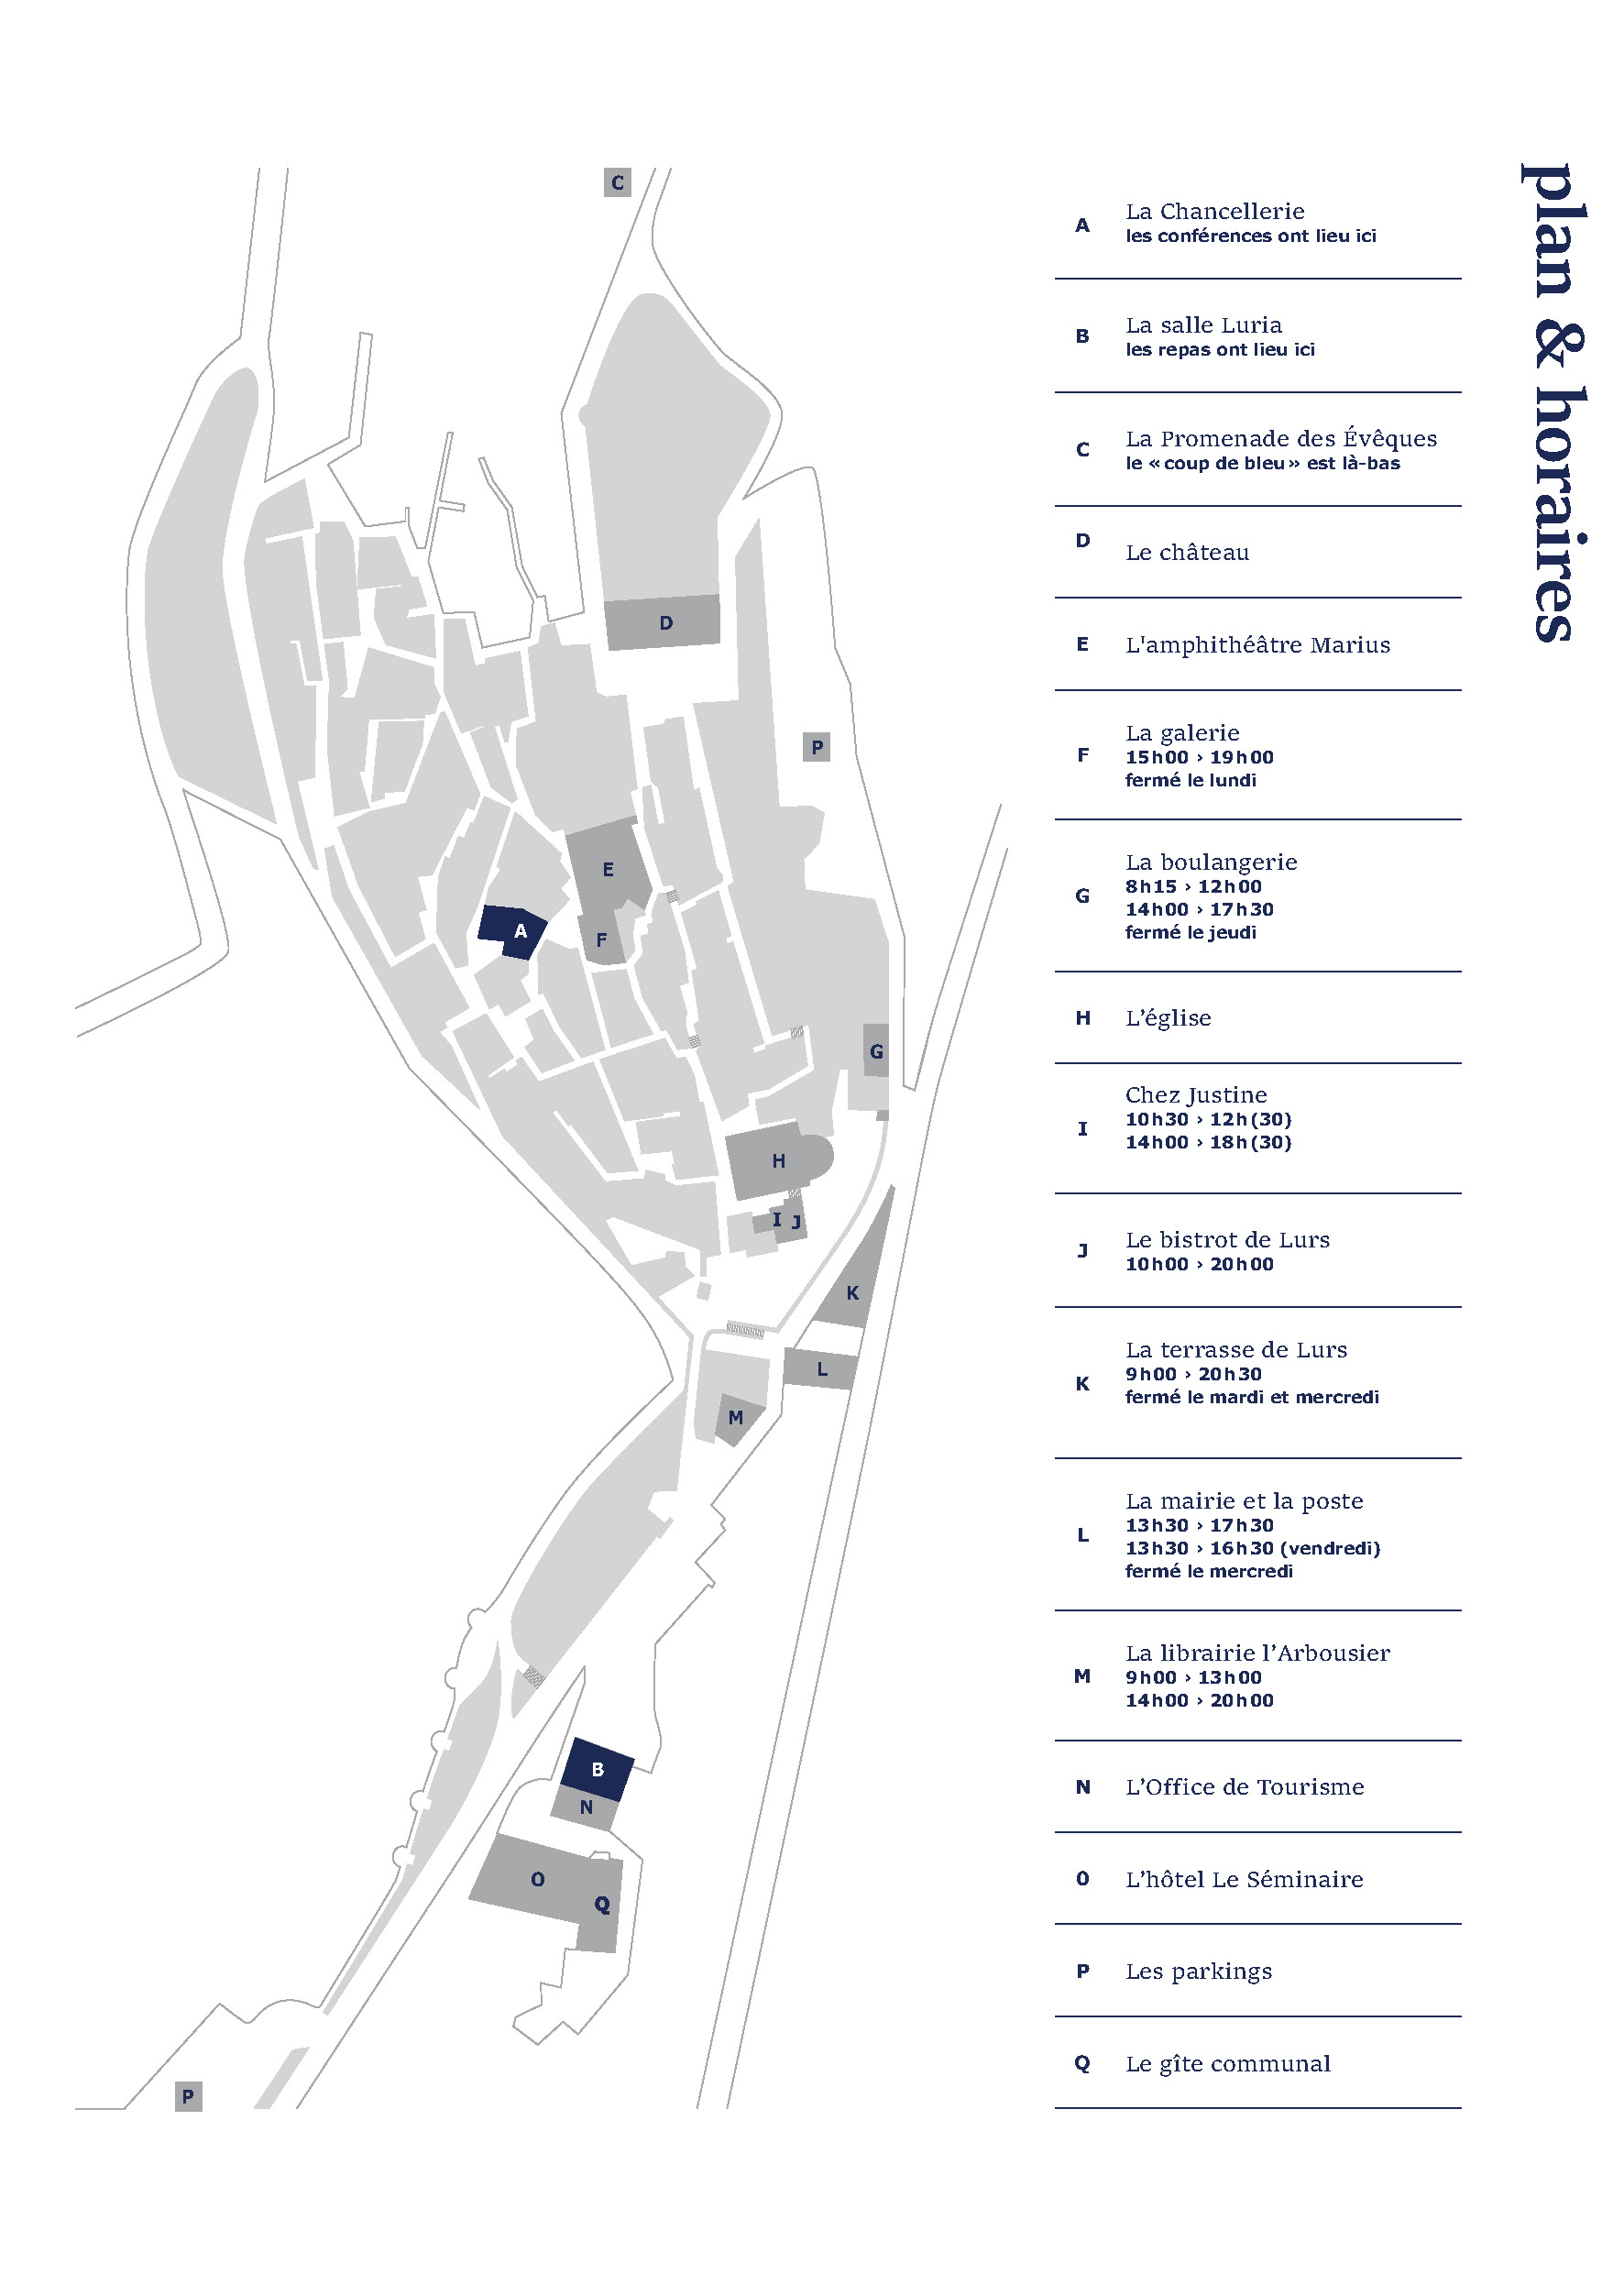 plan & horaires
A
La Chancellerie
les conférences ont lieu ici
B
La salle Luria
les repas ont lieu ici
C
La Promenade des Évêques
le « coup de bleu » est là-bas
D
Le château
E
L'amphithéâtre Marius
F
La galerie
15h00 › 19h00
fermé le lundi
G
La boulangerie
8h15 › 12h00
14h00 › 17h30
fermé le jeudi
H
L’église
I
Chez Justine
10h30 › 12h(30)
14h00 › 18h(30)
J
Le bistrot de Lurs
10h00 › 20h00
K
La terrasse de Lurs
9h00 › 20h30
fermé le mardi et mercredi
L
La mairie et la poste
13h30 › 17h30
13h30 › 16h30 (vendredi)
fermé le mercredi
M
La librairie l’Arbousier
9h00 › 13h00
14h00 › 20h00
N
L’Office de Tourisme
O
L’hôtel Le Séminaire
P
Les parkings
Q
Le gîte communal
C
D
P
E
A
F
G
H
I J
K
L
M
B
N
O
Q
P